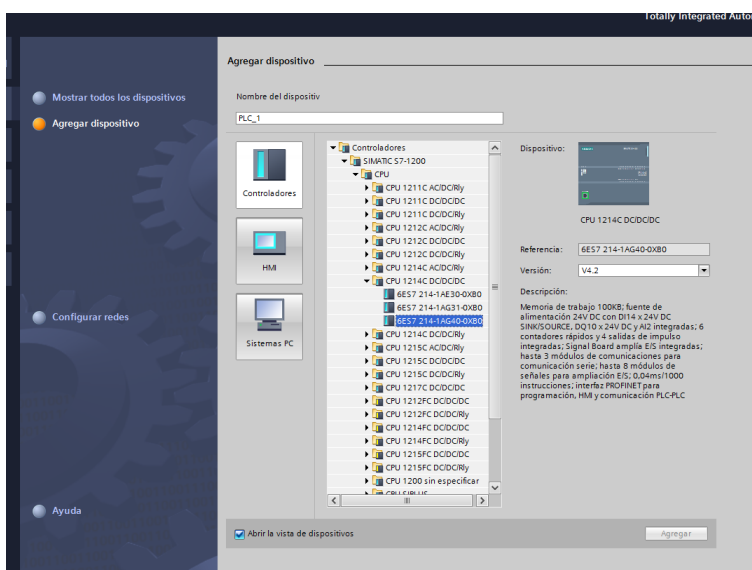 Totally Integrated Auto
Agregar dispositivo
Mostrar todos los dispositivos
Agregar dispositivo
Configurar redes
Ayuda
Nombre del dispositiv
PLC_1
Controladores
HMI
Sistemas PC
Controladores
SIMATIC S7-1200
CPU
CPU 1211C AC/DC/Rly
CPU 1211C DC/DC/DC
CPU 1211C DC/DC/Rly
CPU 1212C AC/DC/Rly
CPU 1212C DC/DC/DC
CPU 1212C DC/DC/Rly
CPU 1214C AC/DC/Rly
CPU 1214C DC/DC/DC
6ES7 214-1AE30-0XB0
6ES7 214-1AG31-0XB0
6ES7 214-1AG40-0XB0
CPU 1214C DC/DC/Rly
CPU 1215C AC/DC/Rly
CPU 1215C DC/DC/DC
CPU 1215C DC/DC/Rly
CPU 1217C DC/DC/DC
CPU 1212FC DC/DC/DC
CPU 1212FC DC/DC/Rly
CPU 1214FC DC/DC/DC
CPU 1214FC DC/DC/Rly
CPU 1215FC DC/DC/DC
CPU 1215FC DC/DC/Rly
CPU 1200 sin especificar
CPU SIPLUS
Dispositivo:
CPU 1214C DC/DC/DC
Referencia:
6ES7 214-1AG40-0XB0
Versión:
V4.2
Descripción:
Memoria de trabajo 100KB; fuente de
alimentación 24V DC con DI14 x 24V DC
SINK/SOURCE, DQ10 x 24V DC y AI2 integradas; 6
contadores rápidos y 4 salidas de impulso
integradas; Signal Board amplía E/S integradas;
hasta 3 módulos de comunicaciones para
comunicación serie; hasta 8 módulos de
señales para ampliación E/S; 0,04ms/1000
instrucciones; interfaz PROFINET para
programación, HMI y comunicación PLC-PLC
Abrir la vista de dispositivos
Agregar